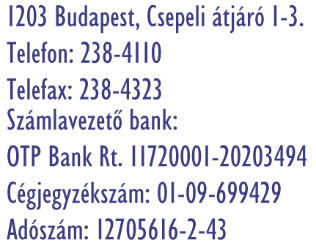 1203 Budapest, Csepeli átjáró 1-3.
Telefon: 238-4110
Telefax: 238-4323
Számlavezető bank:
OTP Bank Rt. 11720001-20203494
Cégjegyzékszám: 01-09-699429
Adószám: 12705616-2-43